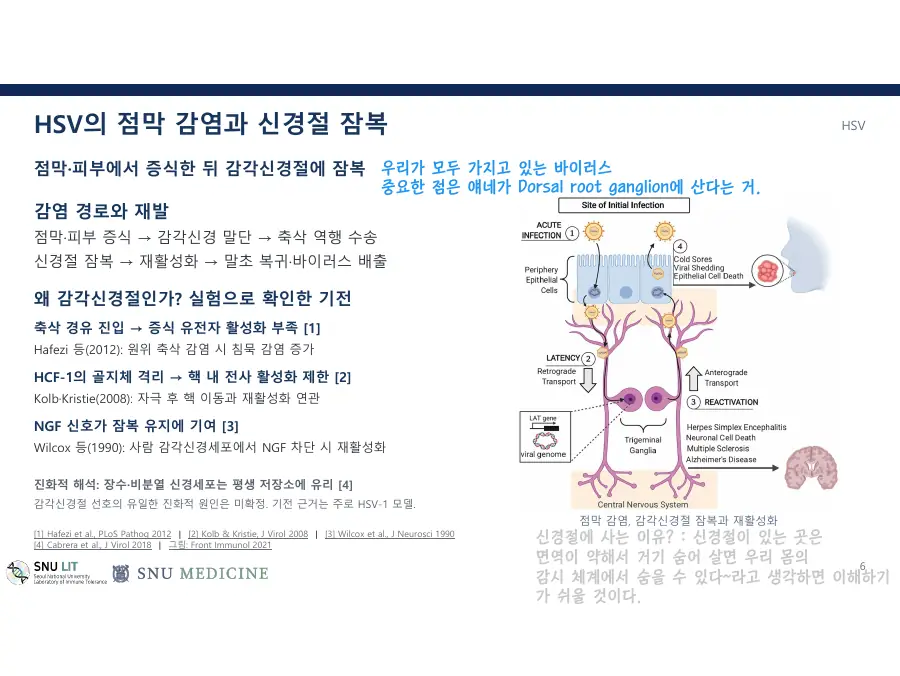 HSV의 점막 감염과 신경절 잠복
HSV
점막·피부에서 증식한 뒤 감각신경절에 잠복
우리가 모두 가지고 있는 바이러스
중요한 점은 얘네가 Dorsal root ganglion에 산다는 거.
감염 경로와 재발
점막·피부 증식 → 감각신경 말단 → 축삭 역행 수송
신경절 잠복 → 재활성화 → 말초 복귀·바이러스 배출
왜 감각신경절인가? 실험으로 확인한 기전
축삭 경유 진입 → 증식 유전자 활성화 부족 [1]
Hafezi 등(2012): 원위 축삭 감염 시 침묵 감염 증가
HCF-1의 골지체 격리 → 핵 내 전사 활성화 제한 [2]
Kolb·Kristie(2008): 자극 후 핵 이동과 재활성화 연관
NGF 신호가 잠복 유지에 기여 [3]
Wilcox 등(1990): 사람 감각신경세포에서 NGF 차단 시 재활성화
진화적 해석: 장수·비분열 신경세포는 평생 저장소에 유리 [4]
감각신경절 선호의 유일한 진화적 원인은 미확정. 기전 근거는 주로 HSV-1 모델.
[1] Hafezi et al., PLoS Pathog 2012 | [2] Kolb & Kristie, J Virol 2008 | [3] Wilcox et al., J Neurosci 1990
[4] Cabrera et al., J Virol 2018 | 그림: Front Immunol 2021
Site of Initial Infection
ACUTE
INFECTION
1
4
Cold Sores
Viral Shedding
Epithelial Cell Death
Periphery
Epithelial
Cells
LATENCY
2
Retrograde
Transport
Anterograde
Transport
3
REACTIVATION
LAT gene
viral genome
Trigeminal
Ganglia
Herpes Simplex Encephalitis
Neuronal Cell Death
Multiple Sclerosis
Alzheimer's Disease
Central Nervous System
점막 감염, 감각신경절 잠복과 재활성화
신경절에 사는 이유? : 신경절이 있는 곳은
면역이 약해서 거기 숨어 살면 우리 몸의
감시 체계에서 숨을 수 있다~라고 생각하면 이해하기
가 쉬울 것이다.
6
SNU LIT
Seoul National University
Laboratory of Immune Tolerance
SNU MEDICINE